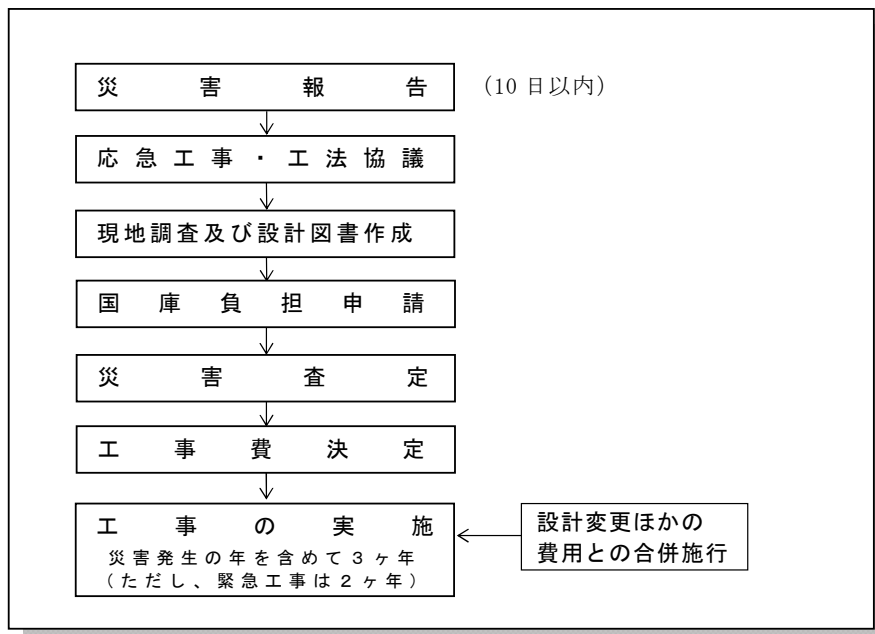 災害報告 （10日以内）
応急工事・工法協議
現地調査及び設計図書作成
国庫負担申請
災害査定
工事費決定
工事の実施
災害発生の年を含めて３ヶ年
（ただし、緊急工事は２ヶ年）
設計変更ほかの
費用との合併施行